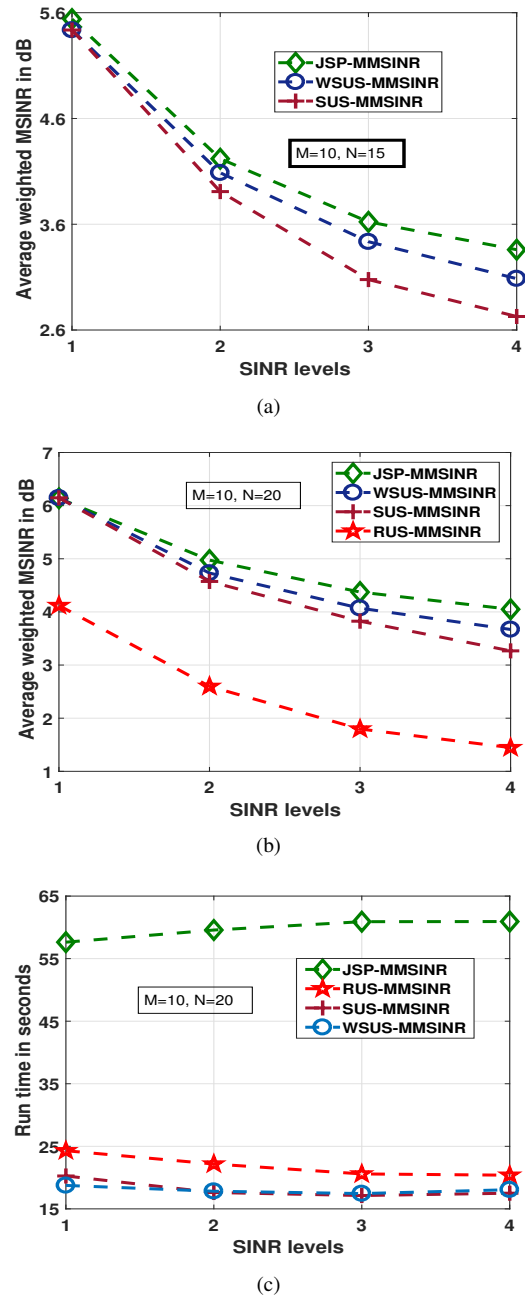 5.6
4.6
3.6
2.6
Average weighted MSINR in dB
JSP-MMSINR
WSUS-MMSINR
SUS-MMSINR
M=10, N=15
1 2 3 4
SINR levels
(a)
7
6
5
4
3
2
1
Average weighted MSINR in dB
M=10, N=20
JSP-MMSINR
WSUS-MMSINR
SUS-MMSINR
RUS-MMSINR
1 2 3 4
SINR levels
(b)
65
55
45
35
25
15
Run time in seconds
M=10, N=20
JSP-MMSINR
RUS-MMSINR
SUS-MMSINR
WSUS-MMSINR
1 2 3 4
SINR levels
(c)